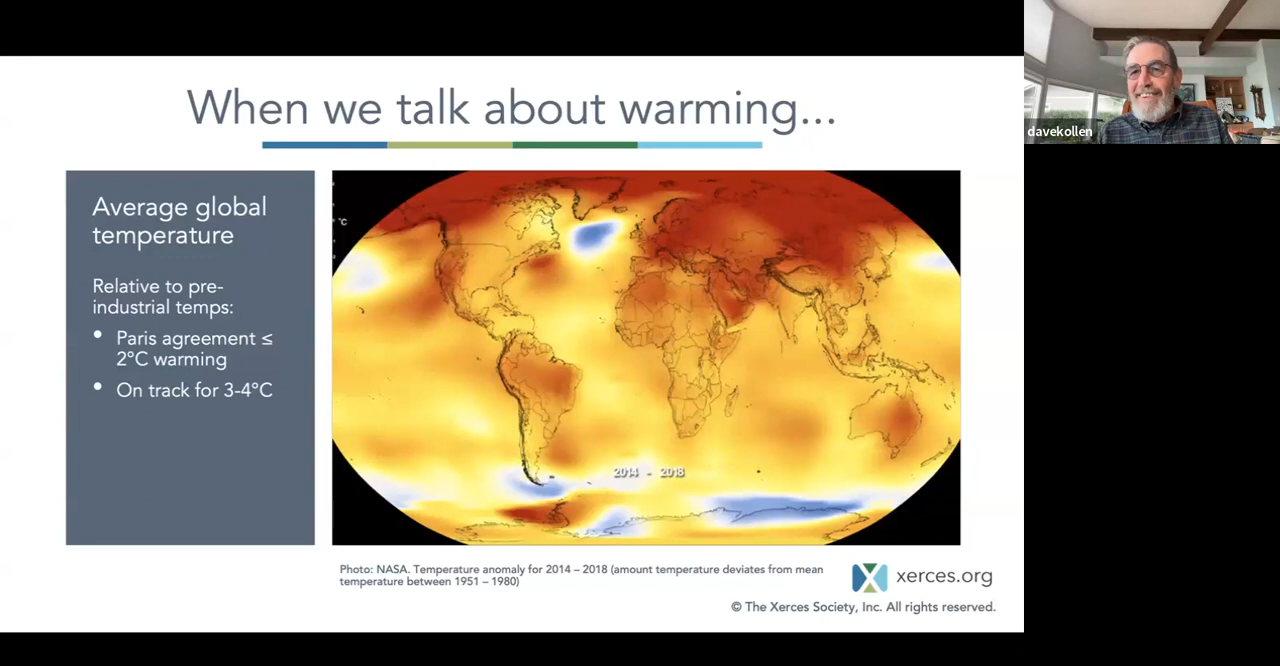 When we talk about warming...
davekollen
Average global
temperature
Relative to pre-
industrial temps:
• Paris agreement ≤
2°C warming
• On track for 3-4°C
°C
2014 - 2018
Photo: NASA. Temperature anomaly for 2014 – 2018 (amount temperature deviates from mean
temperature between 1951 – 1980)
xerces.org
© The Xerces Society, Inc. All rights reserved.